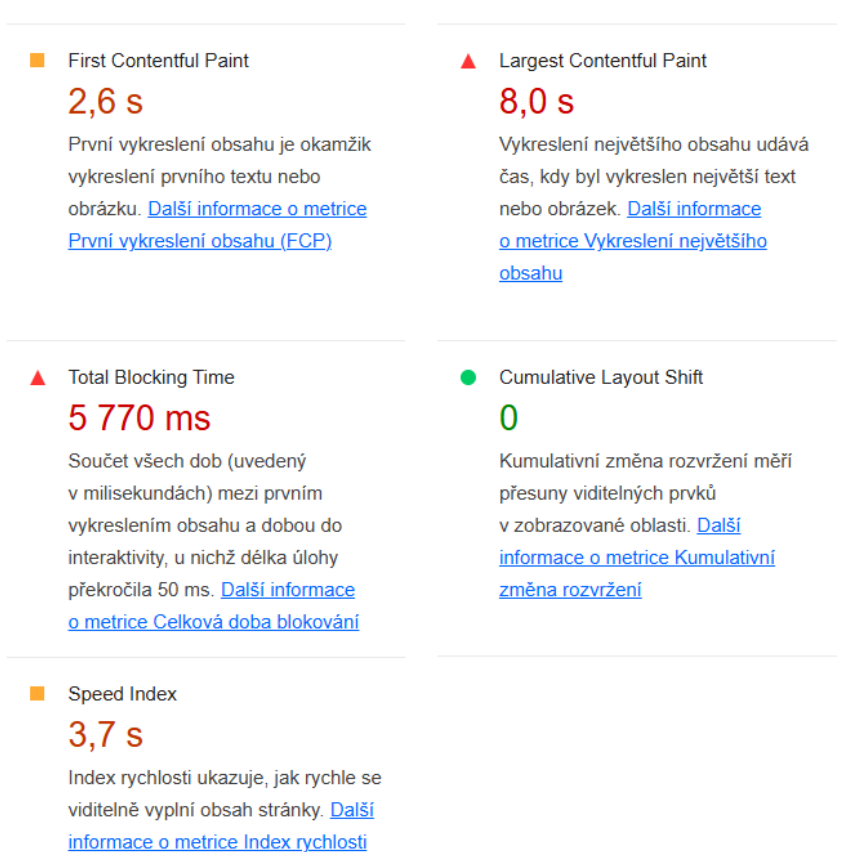 First Contentful Paint
2,6 s
První vykreslení obsahu je okamžik
vykreslení prvního textu nebo
obrázku. Další informace o metrice
První vykreslení obsahu (FCP)
Largest Contentful Paint
8,0 s
Vykreslení největšího obsahu udává
čas, kdy byl vykreslen největší text
nebo obrázek. Další informace
o metrice Vykreslení největšího
obsahu
Total Blocking Time
5 770 ms
Součet všech dob (uvedený
v milisekundách) mezi prvním
vykreslením obsahu a dobou do
interaktivity, u nichž délka úlohy
překročila 50 ms. Další informace
o metrice Celková doba blokování
Cumulative Layout Shift
0
Kumulativní změna rozvržení měří
přesuny viditelných prvků
v zobrazované oblasti. Další
informace o metrice Kumulativní
změna rozvržení
Speed Index
3,7 s
Index rychlosti ukazuje, jak rychle se
viditelně vyplní obsah stránky. Další
informace o metrice Index rychlosti